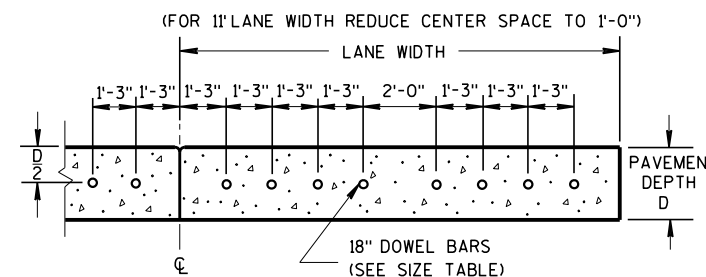 (FOR 11' LANE WIDTH REDUCE CENTER SPACE TO 1'-0")
LANE WIDTH
1'-3" 1'-3" 1'-3" 1'-3" 1'-3" 1'-3" 2'-0" 1'-3" 1'-3" 1'-3"
D
2
PAVEMEN
DEPTH
D
18" DOWEL BARS
(SEE SIZE TABLE)
℄